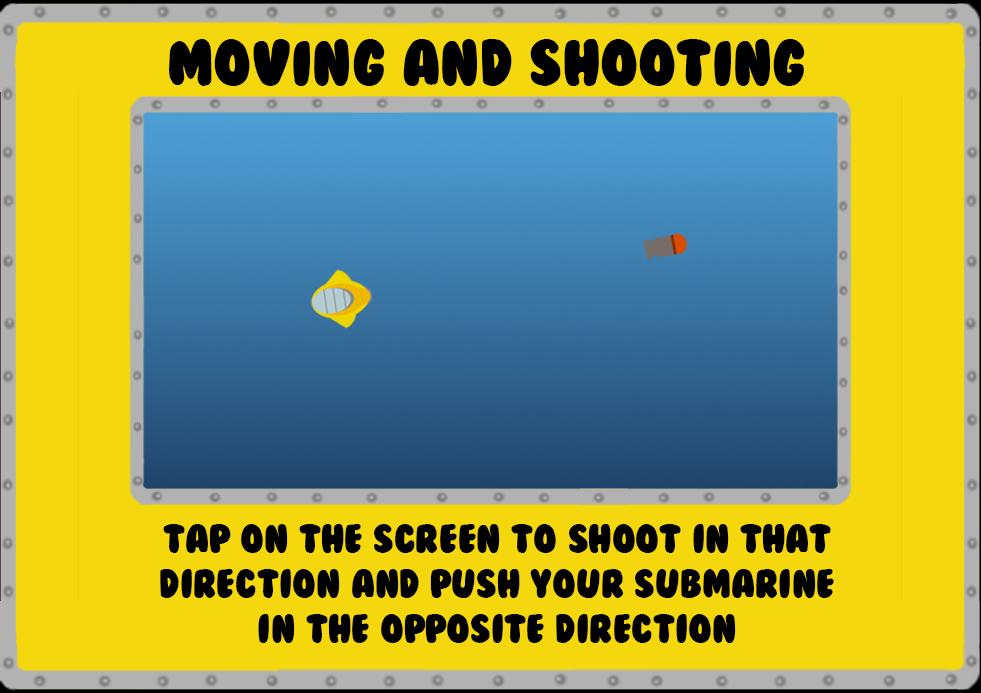 MOVING AND SHOOTING
TAP ON THE SCREEN TO SHOOT IN THAT
DIRECTION AND PUSH YOUR SUBMARINE
IN THE OPPOSITE DIRECTION